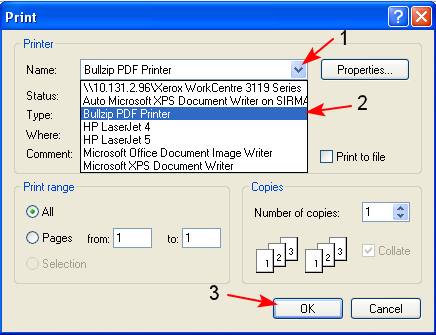 Print
1
Printer
Name: Bullzip PDF Printer Properties...
Status: \\10.131.2.96\Xerox WorkCentre 3119 Series
Auto Microsoft XPS Document Writer on SIRMA
2
Type: Bullzip PDF Printer
HP LaserJet 4
Where: HP LaserJet 5
Comment: Microsoft Office Document Image Writer Print to file
Microsoft XPS Document Writer
Print range Copies
All Number of copies: 1
Pages from: 1 to: 1
1 2 3 1 2 3 Collate
Selection
3
OK Cancel